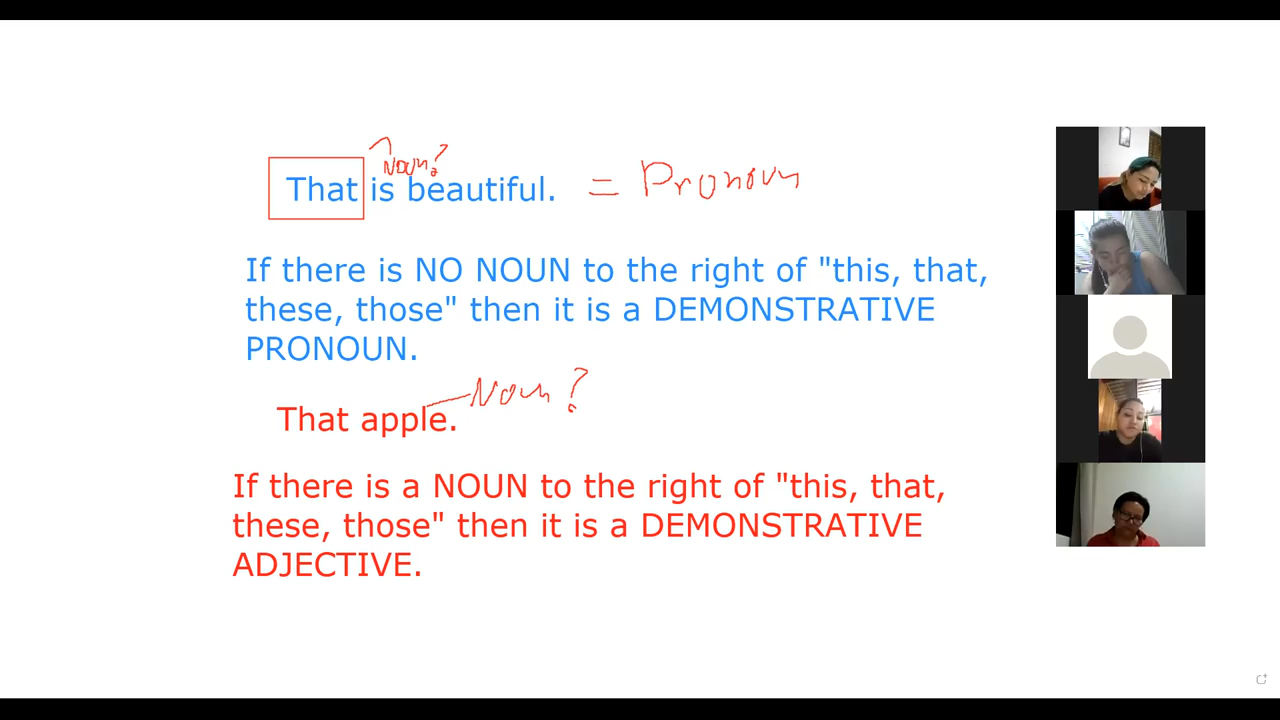 Noun?
That is beautiful. = Pronoun
If there is NO NOUN to the right of "this, that,
these, those" then it is a DEMONSTRATIVE
PRONOUN.
Noun?
That apple.
If there is a NOUN to the right of "this, that,
these, those" then it is a DEMONSTRATIVE
ADJECTIVE.